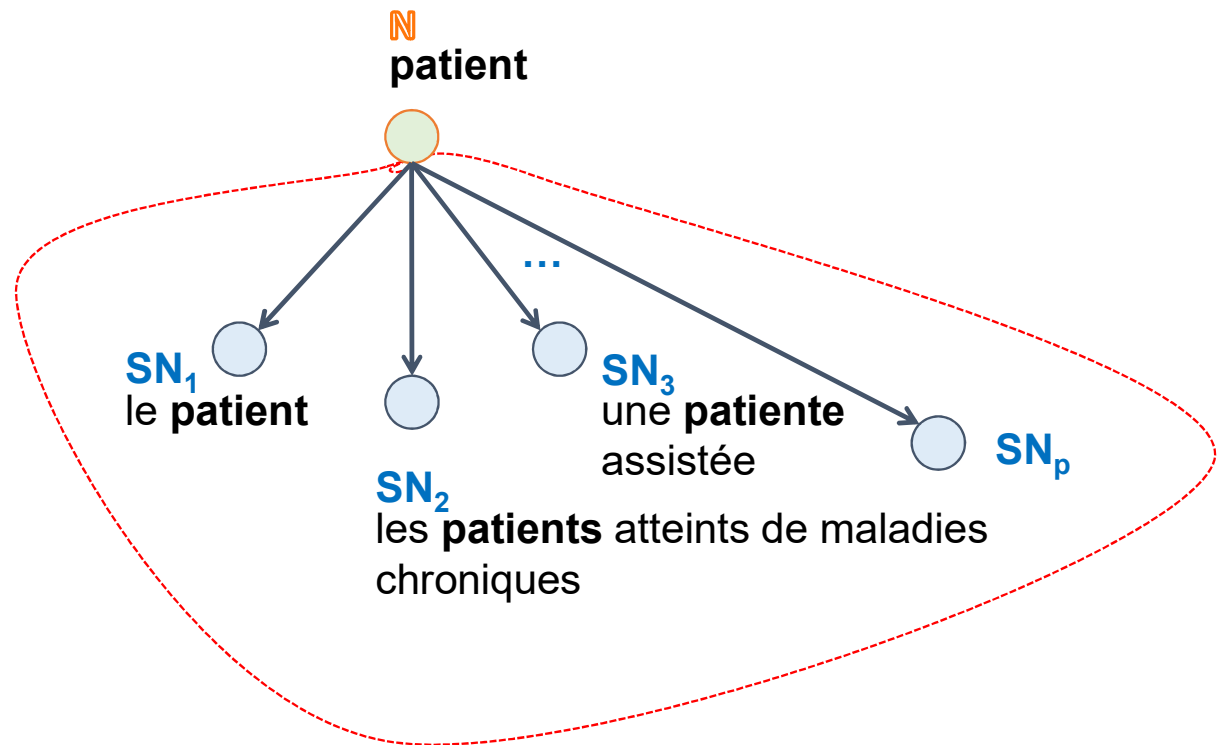 ℕ
patient
…
SN₁
le patient
SN₂
les patients atteints de maladies
chroniques
SN₃
une patiente
assistée
SNₚ